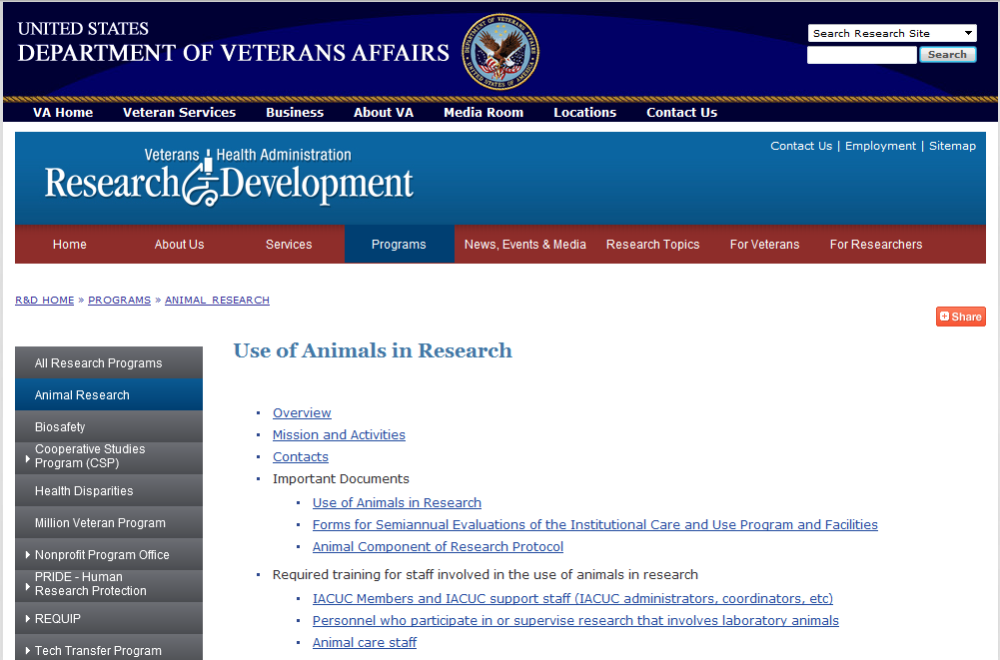 UNITED STATES
DEPARTMENT OF VETERANS AFFAIRS
Search Research Site
Search
VA Home Veteran Services Business About VA Media Room Locations Contact Us
Contact Us | Employment | Sitemap
Veterans Health Administration
Research & Development
Home About Us Services Programs News, Events & Media Research Topics For Veterans For Researchers
R&D HOME » PROGRAMS » ANIMAL RESEARCH
Share
All Research Programs
Animal Research
Biosafety
Cooperative Studies
Program (CSP)
Health Disparities
Million Veteran Program
Nonprofit Program Office
PRIDE - Human
Research Protection
REQUIP
Tech Transfer Program
Use of Animals in Research
Overview
Mission and Activities
Contacts
Important Documents
Use of Animals in Research
Forms for Semiannual Evaluations of the Institutional Care and Use Program and Facilities
Animal Component of Research Protocol
Required training for staff involved in the use of animals in research
IACUC Members and IACUC support staff (IACUC administrators, coordinators, etc)
Personnel who participate in or supervise research that involves laboratory animals
Animal care staff